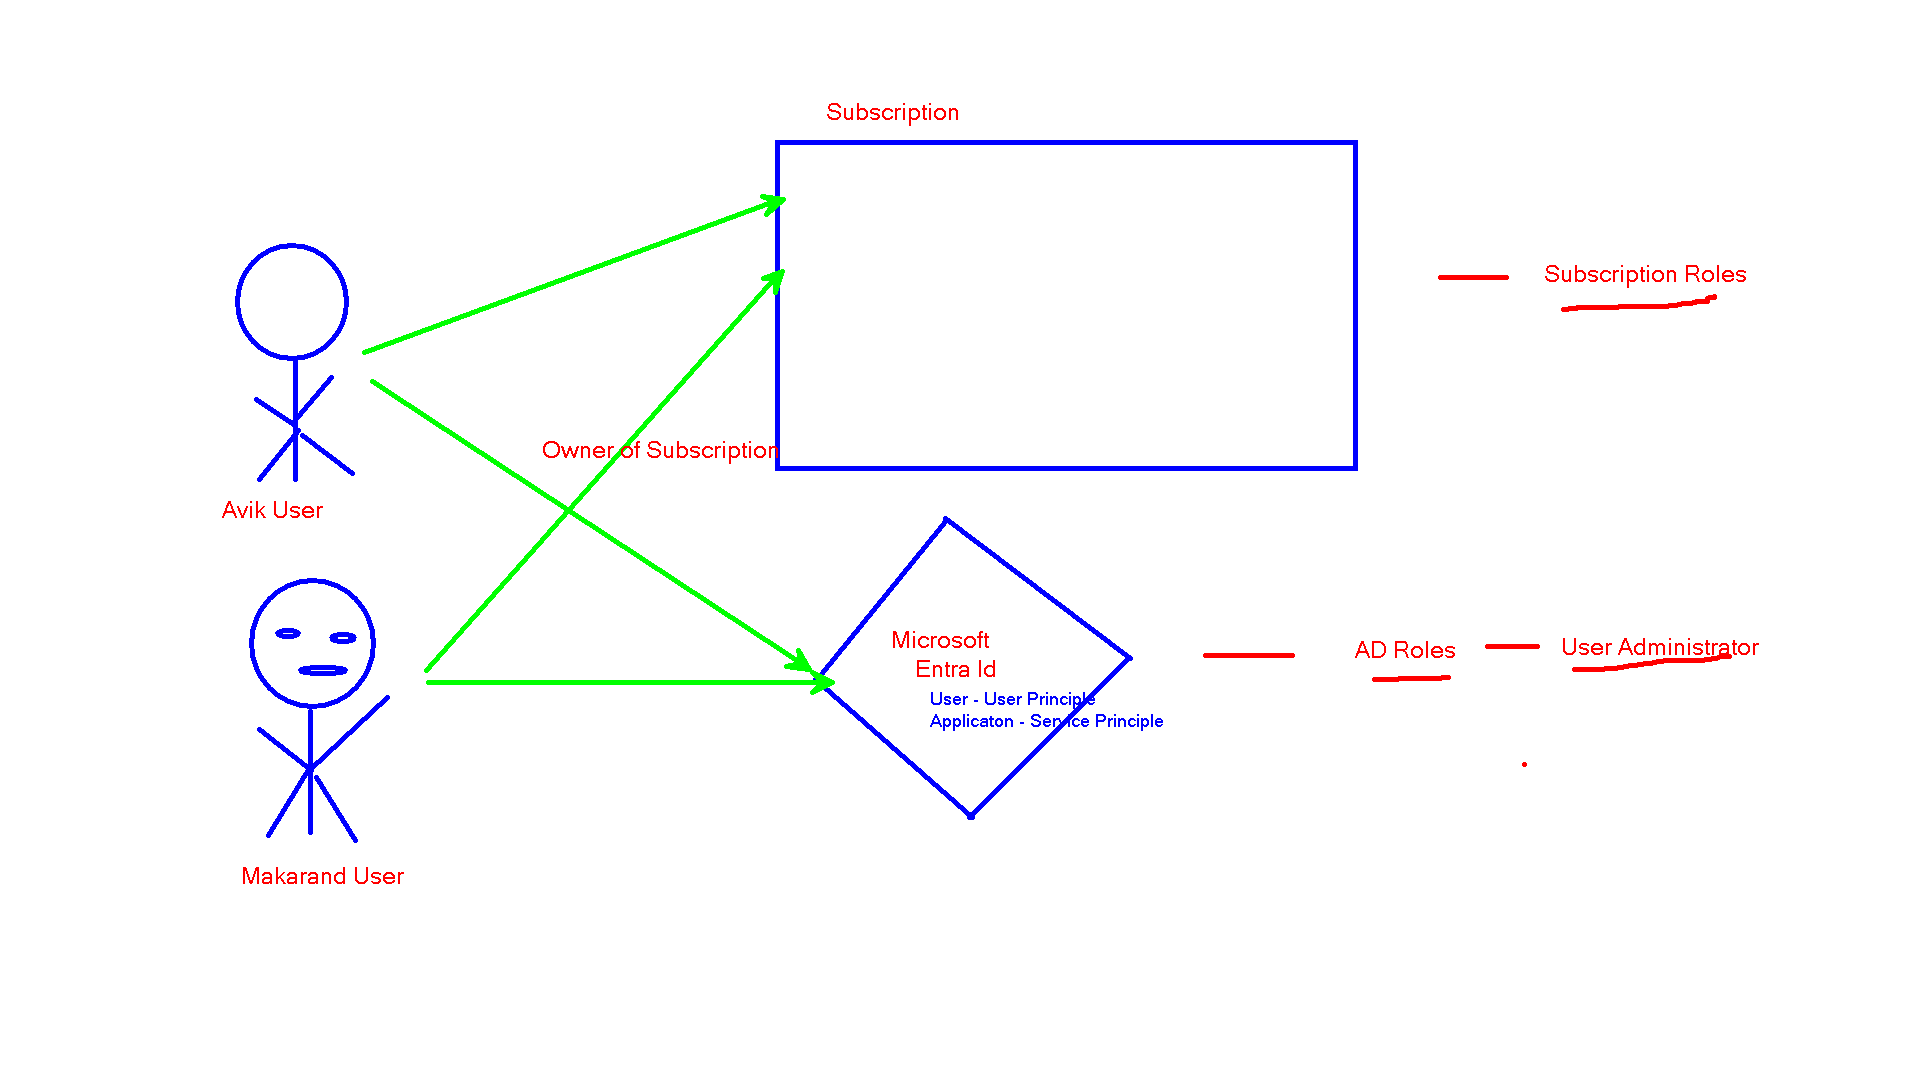 Subscription
Subscription Roles
Owner of Subscription
Avik User
Microsoft
Entra Id
AD Roles
User Administrator
User - User Principle
Applicaton - Service Principle
Makarand User